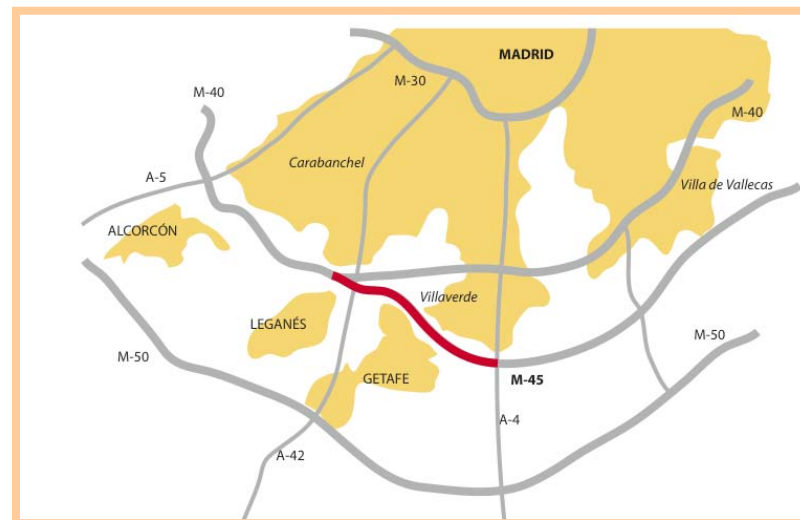 MADRID
M-30
M-40
M-40
Carabanchel
A-5
Villa de Vallecas
ALCORCÓN
Villaverde
LEGANÉS
M-50
M-50
GETAFE
M-45
A-4
A-42